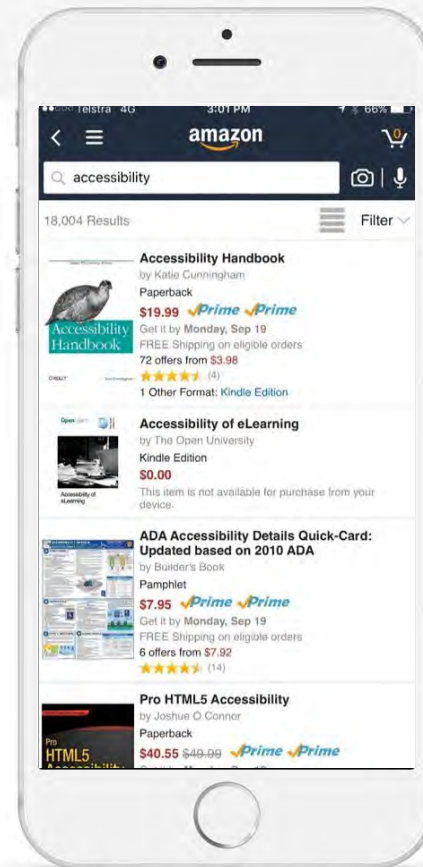 Telstra 4G 3:01 PM 66%
amazon
0
accessibility
18,004 Results Filter
Accessibility Handbook
by Katie Cunningham
Paperback
$19.99 Prime Prime
Get it by Monday, Sep 19
FREE Shipping on eligible orders
72 offers from $3.98
(4)
1 Other Format: Kindle Edition
Accessibility
Handbook
O'REILLY
Accessibility of eLearning
by The Open University
Kindle Edition
$0.00
This item is not available for purchase from your
device.
Accessibility of
eLearning
ADA Accessibility Details Quick-Card:
Updated based on 2010 ADA
by Builder's Book
Pamphlet
$7.95 Prime Prime
Get it by Monday, Sep 19
FREE Shipping on eligible orders
6 offers from $7.92
(14)
Pro HTML5 Accessibility
by Joshue O Connor
Paperback
$40.55 $49.99 Prime Prime
Pro
HTML5